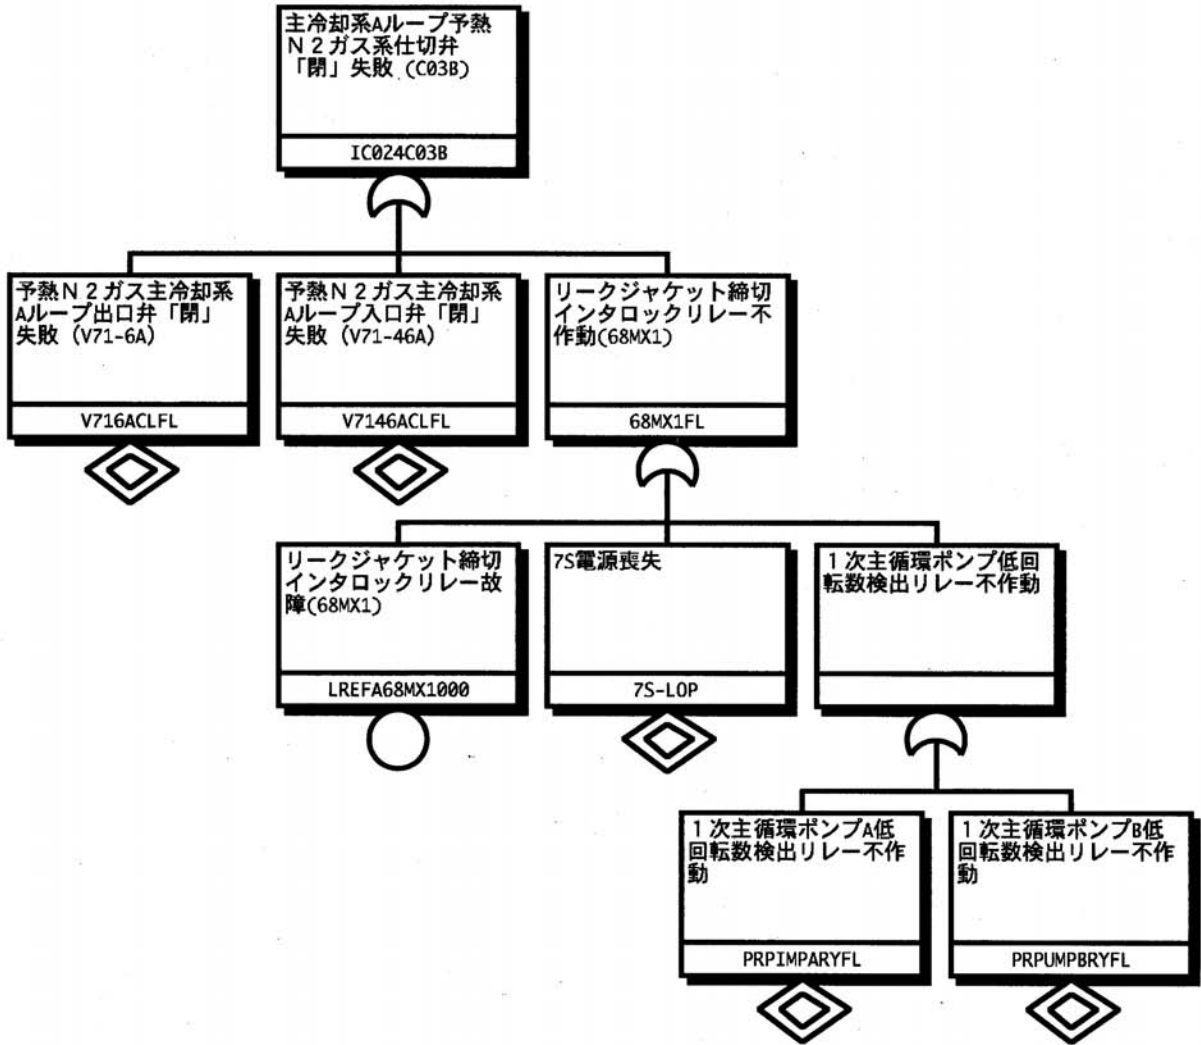 主冷却系Aループ予熱
N2ガス系仕切弁
「閉」失敗 (C03B)
IC024C03B
予熱N2ガス主冷却系
Aループ出口弁「閉」
失敗 (V71-6A)
V716ACLFL
予熱N2ガス主冷却系
Aループ入口弁「閉」
失敗 (V71-46A)
V7146ACLFL
リークジャケット締切
インタロックリレー不
作動(68MX1)
68MX1FL
リークジャケット締切
インタロックリレー故
障(68MX1)
LREFA68MX1000
7S電源喪失
7S-LOP
1次主循環ポンプ低回
転数検出リレー不作動
1次主循環ポンプA低
回転数検出リレー不作
動
PRPIMPARYFL
1次主循環ポンプB低
回転数検出リレー不作
動
PRPUMPBRYFL